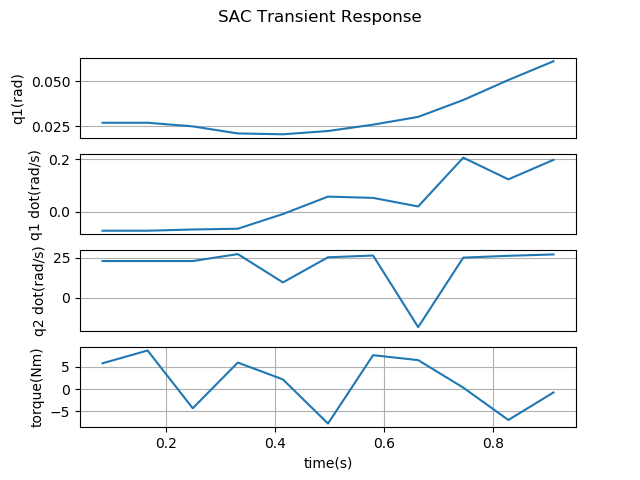 SAC Transient Response
q1(rad)
0.050
0.025
q1 dot(rad/s)
0.2
0.0
q2 dot(rad/s)
25
0
torque(Nm)
5
0
−5
0.2 0.4 0.6 0.8
time(s)